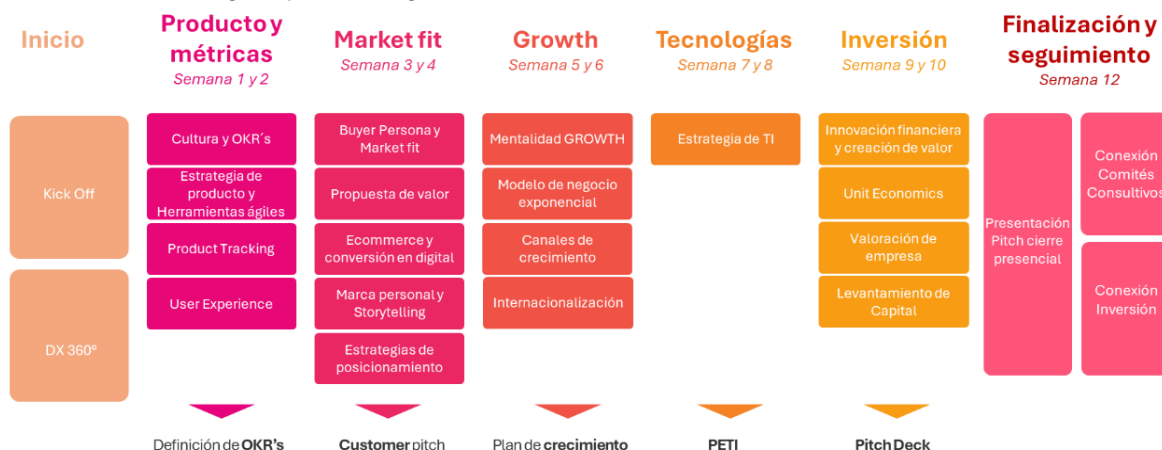 Inicio
Kick Off
DX 360º
Producto y
métricas
Semana 1 y 2
Cultura y OKR´s
Estrategia de
producto y
Herramientas ágiles
Product Tracking
User Experience
Definición de OKR's
Market fit
Semana 3 y 4
Buyer Persona y
Market fit
Propuesta de valor
Ecommerce y
conversión en digital
Marca personal y
Storytelling
Estrategias de
posicionamiento
Customer pitch
Growth
Semana 5 y 6
Mentalidad GROWTH
Modelo de negocio
exponencial
Canales de
crecimiento
Internacionalización
Plan de crecimiento
Tecnologías
Semana 7 y 8
Estrategia de TI
PETI
Inversión
Semana 9 y 10
Innovación financiera
y creación de valor
Unit Economics
Valoración de
empresa
Levantamiento de
Capital
Pitch Deck
Finalización y
seguimiento
Semana 12
Presentación
Pitch cierre
presencial
Conexión
Comités
Consultivos
Conexión
Inversión